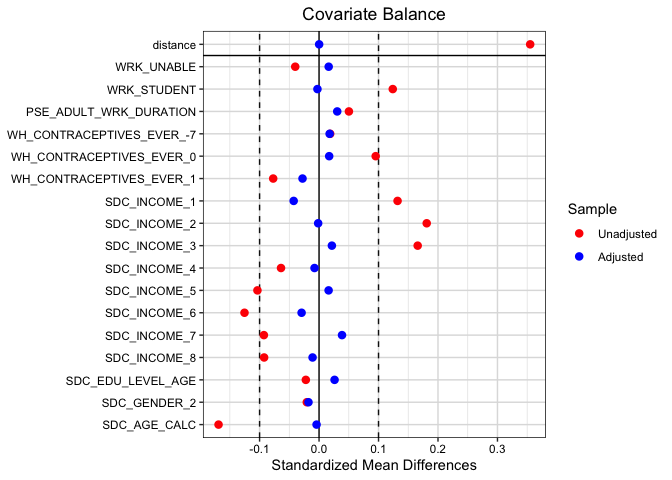 Covariate Balance
distance
WRK_UNABLE
WRK_STUDENT
PSE_ADULT_WRK_DURATION
WH_CONTRACEPTIVES_EVER_-7
WH_CONTRACEPTIVES_EVER_0
WH_CONTRACEPTIVES_EVER_1
SDC_INCOME_1
SDC_INCOME_2
SDC_INCOME_3
SDC_INCOME_4
SDC_INCOME_5
SDC_INCOME_6
SDC_INCOME_7
SDC_INCOME_8
SDC_EDU_LEVEL_AGE
SDC_GENDER_2
SDC_AGE_CALC
-0.1 0.0 0.1 0.2 0.3
Standardized Mean Differences
Sample
Unadjusted
Adjusted